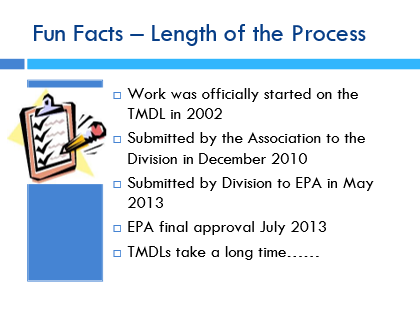 Fun Facts – Length of the Process
Work was officially started on the
TMDL in 2002
Submitted by the Association to the
Division in December 2010
Submitted by Division to EPA in May
2013
EPA final approval July 2013
TMDLs take a long time……